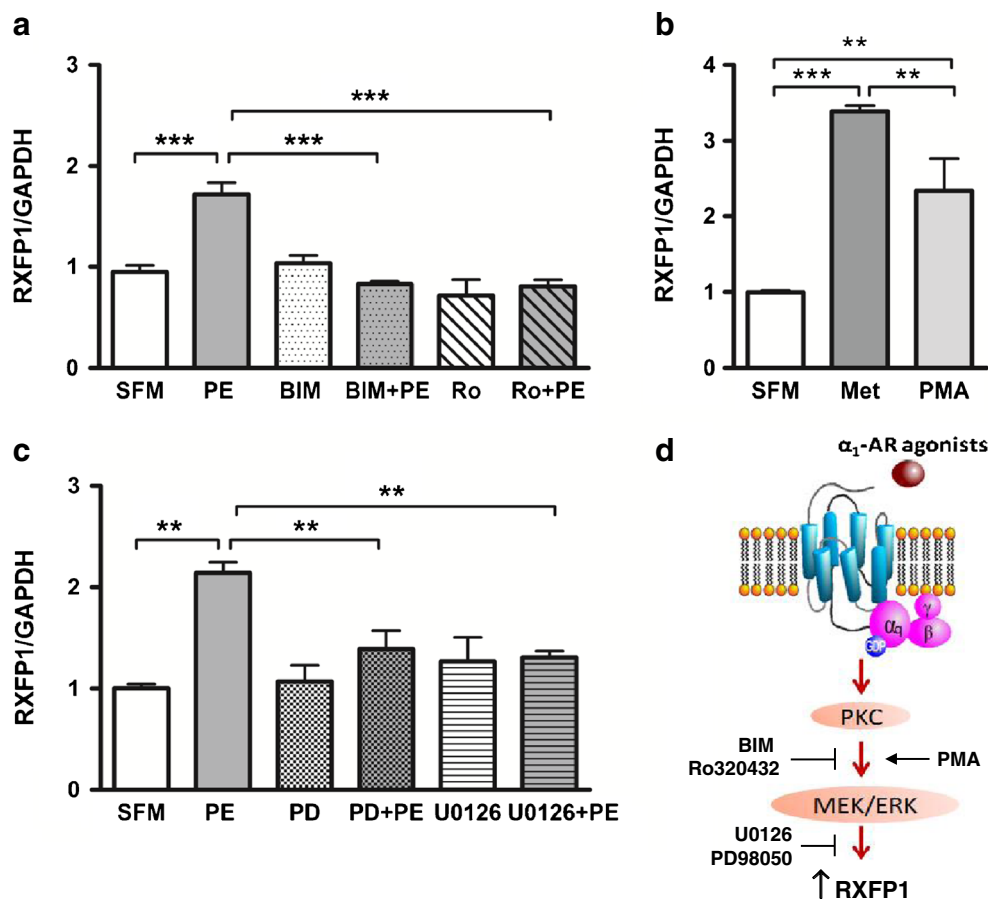 a
3
2
1
0
RXFP1/GAPDH
***
***
***
SFM PE BIM BIM+PE Ro Ro+PE
b
4
3
2
1
0
RXFP1/GAPDH
**
*** **
SFM Met PMA
c
3
2
1
0
RXFP1/GAPDH
**
** **
SFM PE PD PD+PE U0126 U0126+PE
d
α₁-AR agonists
αq
γ
β
GDP
PKC
BIM
Ro320432
PMA
MEK/ERK
U0126
PD98050
↑ RXFP1